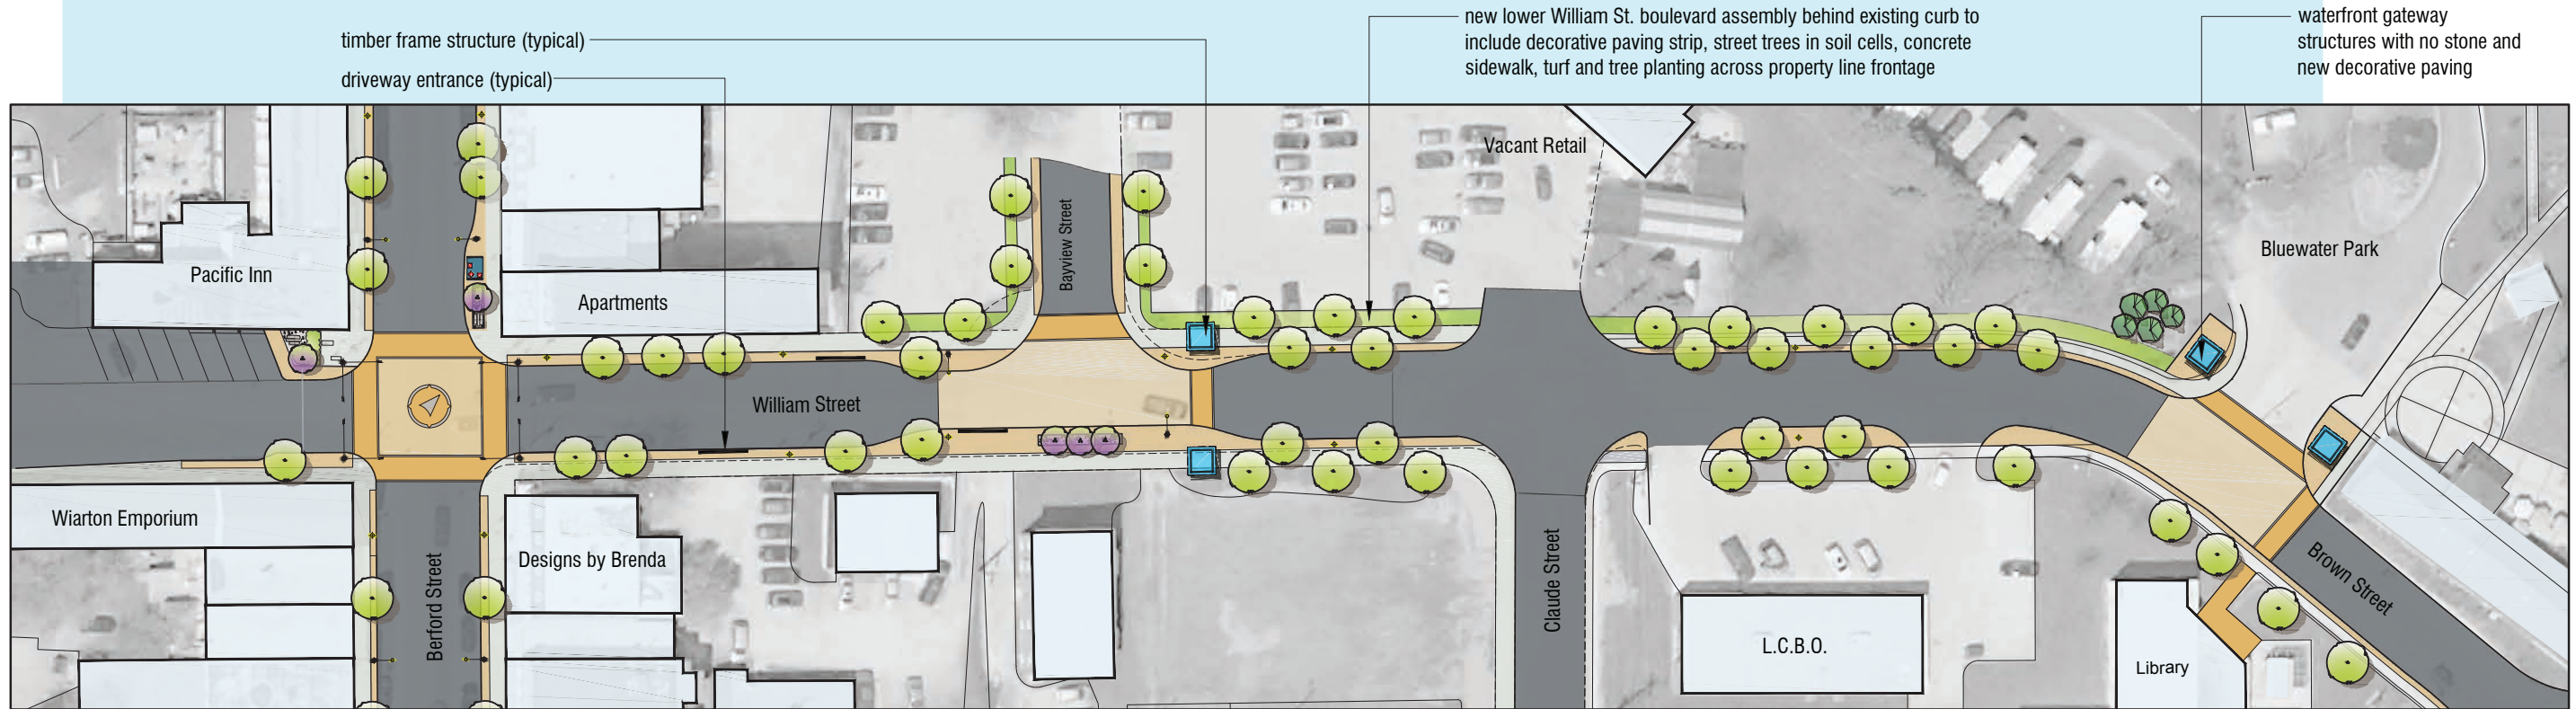 timber frame structure (typical)
driveway entrance (typical)
new lower William St. boulevard assembly behind existing curb to
include decorative paving strip, street trees in soil cells, concrete
sidewalk, turf and tree planting across property line frontage
waterfront gateway
structures with no stone and
new decorative paving
Vacant Retail
Bayview Street
Bluewater Park
Pacific Inn
Apartments
William Street
Wiarton Emporium
Berford Street
Designs by Brenda
Claude Street
L.C.B.O.
Brown Street
Library